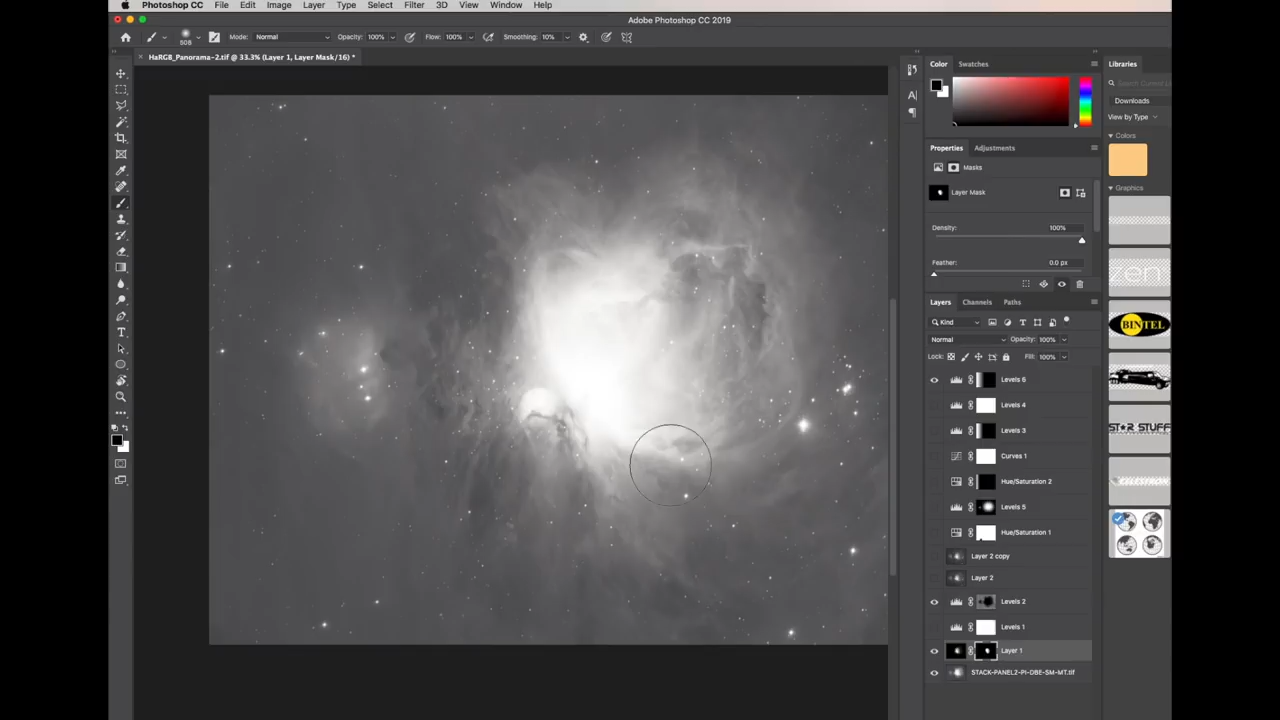 Photoshop CC File Edit Image Layer Type Select Filter 3D View Window Help
Adobe Photoshop CC 2019
508 Mode: Normal Opacity: 100% Flow: 100% Smoothing: 10%
HaRGB_Panorama-2.tif @ 33.3% (Layer 1, Layer Mask/16) *
Color Swatches
Libraries
Downloads
View by Type
Colors
Properties Adjustments
Masks
Layer Mask
Graphics
Density: 100%
Feather: 0.0 px
zen
Layers Channels Paths
Kind
BINTEL
Normal Opacity: 100%
Lock: Fill: 100%
Levels 6
Levels 4
Levels 3
STAR STUFF
Curves 1
Hue/Saturation 2
Levels 5
Hue/Saturation 1
Layer 2 copy
Layer 2
Levels 2
Levels 1
Layer 1
STACK-PANEL2-PI-DBE-SM-MT.tif